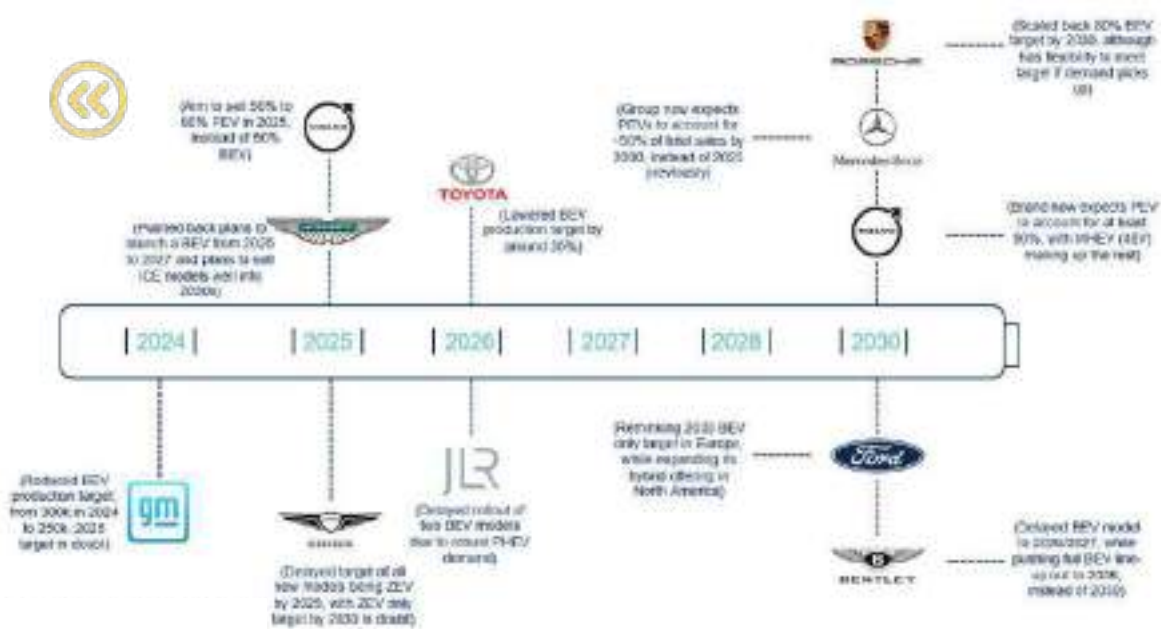 (Scaled back 80% BEV
target by 2030, although
has flexibility to meet
target if demand picks
up)
PORSCHE
(Aim to sell 50% to
60% PEV in 2025,
instead of 50%
BEV)
VOLVO
(Group now expects
PEVs to account for
~50% of total sales by
2030, instead of 2025
previously)
Mercedes-Benz
TOYOTA
(Lowered BEV
production target by
around
(Pushed back plans to
launch a BEV from 2025
to 2027 and plans to sell
ICE models well into
2030s)
VOLVO
(Brand now expects PEV
to account for at least
90%, with MHEV (48V)
making up the rest)
2024
2025
2026
2027
2028
2030
(Reduced BEV
production target,
from 300k in 2024
to 250k, 2025
target in doubt)
gm
(Delayed target of all
new models being ZEV
by 2025, with ZEV only
target by 2030 in doubt)
JLR
(Delayed rollout of
two BEV models
due to robust PHEV
demand)
(Rethinking 2030 BEV
only target in Europe,
while expanding its
hybrid offering in
North America)
Ford
B
BENTLEY
(Delayed BEV model
to 2026/2027, while
pushing full BEV line-
up out to
instead of 2030)